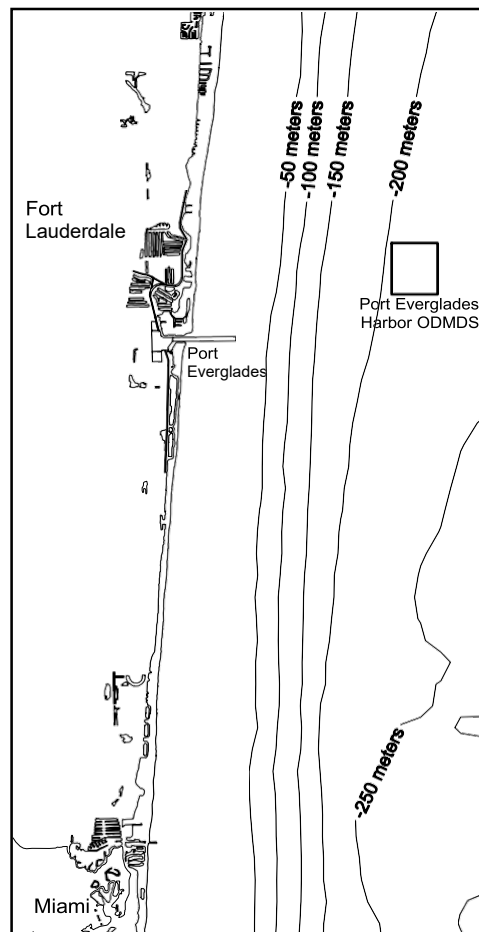 -50 meters
-100 meters
-150 meters
-200 meters
Fort
Lauderdale
Port Everglades
Harbor ODMDS
Port
Everglades
-250 meters
Miami